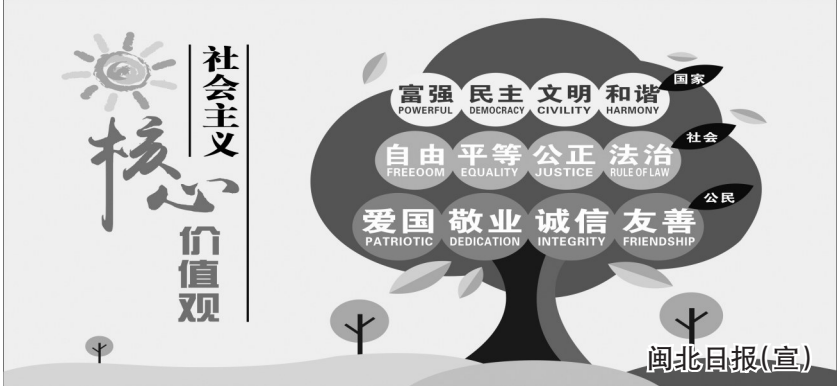 社会主义
核心
价值观
国家
富强 民主 文明 和谐
POWERFUL DEMOCRACY CIVILITY HARMONY
社会
自由 平等 公正 法治
FREEOOM EQUALITY JUSTICE RULE OF LAW
公民
爱国 敬业 诚信 友善
PATRIOTIC DEDICATION INTEGRITY FRIENDSHIP
闽北日报(宣)